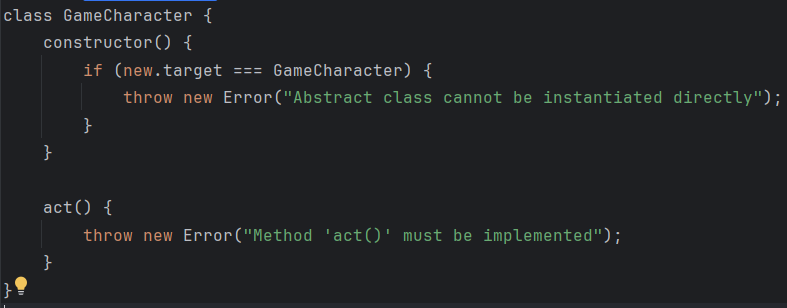 class GameCharacter {
    constructor() {
        if (new.target === GameCharacter) {
            throw new Error("Abstract class cannot be instantiated directly");
        }
    }

    act() {
        throw new Error("Method 'act()' must be implemented");
    }
}